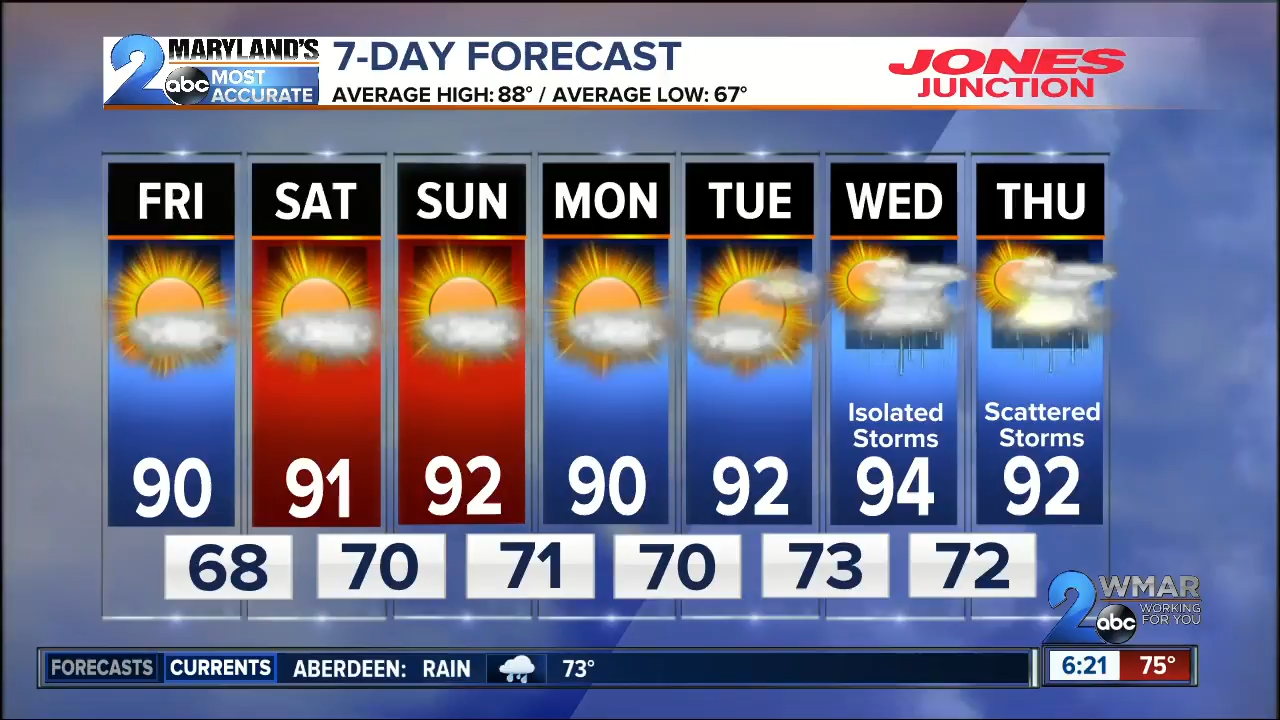 2 MARYLAND'S
abc MOST
ACCURATE
7-DAY FORECAST
AVERAGE HIGH: 88° / AVERAGE LOW: 67°
JONES
JUNCTION
FRI SAT SUN MON TUE WED THU
Isolated
Storms
Scattered
Storms
90 91 92 90 92 94 92
68 70 71 70 73 72
2 abc WMAR
WORKING
FOR YOU
FORECASTS CURRENTS ABERDEEN: RAIN 73°
6:21 75°